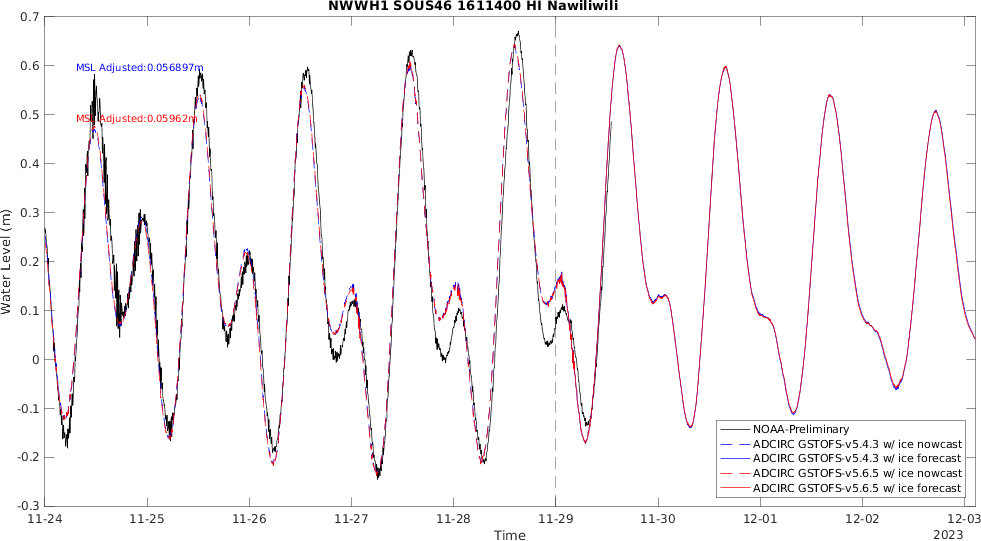 NWWH1 SOUS46 1611400 HI Nawiliwili
0.7
0.6
0.5
0.4
0.3
0.2
0.1
0
-0.1
-0.2
-0.3
Water Level (m)
MSL Adjusted:0.056897m
MSL Adjusted:0.05962m
NOAA-Preliminary
ADCIRC GSTOFS-v5.4.3 w/ ice nowcast
ADCIRC GSTOFS-v5.4.3 w/ ice forecast
ADCIRC GSTOFS-v5.6.5 w/ ice nowcast
ADCIRC GSTOFS-v5.6.5 w/ ice forecast
11-24 11-25 11-26 11-27 11-28 11-29 11-30 12-01 12-02 12-03
Time
2023